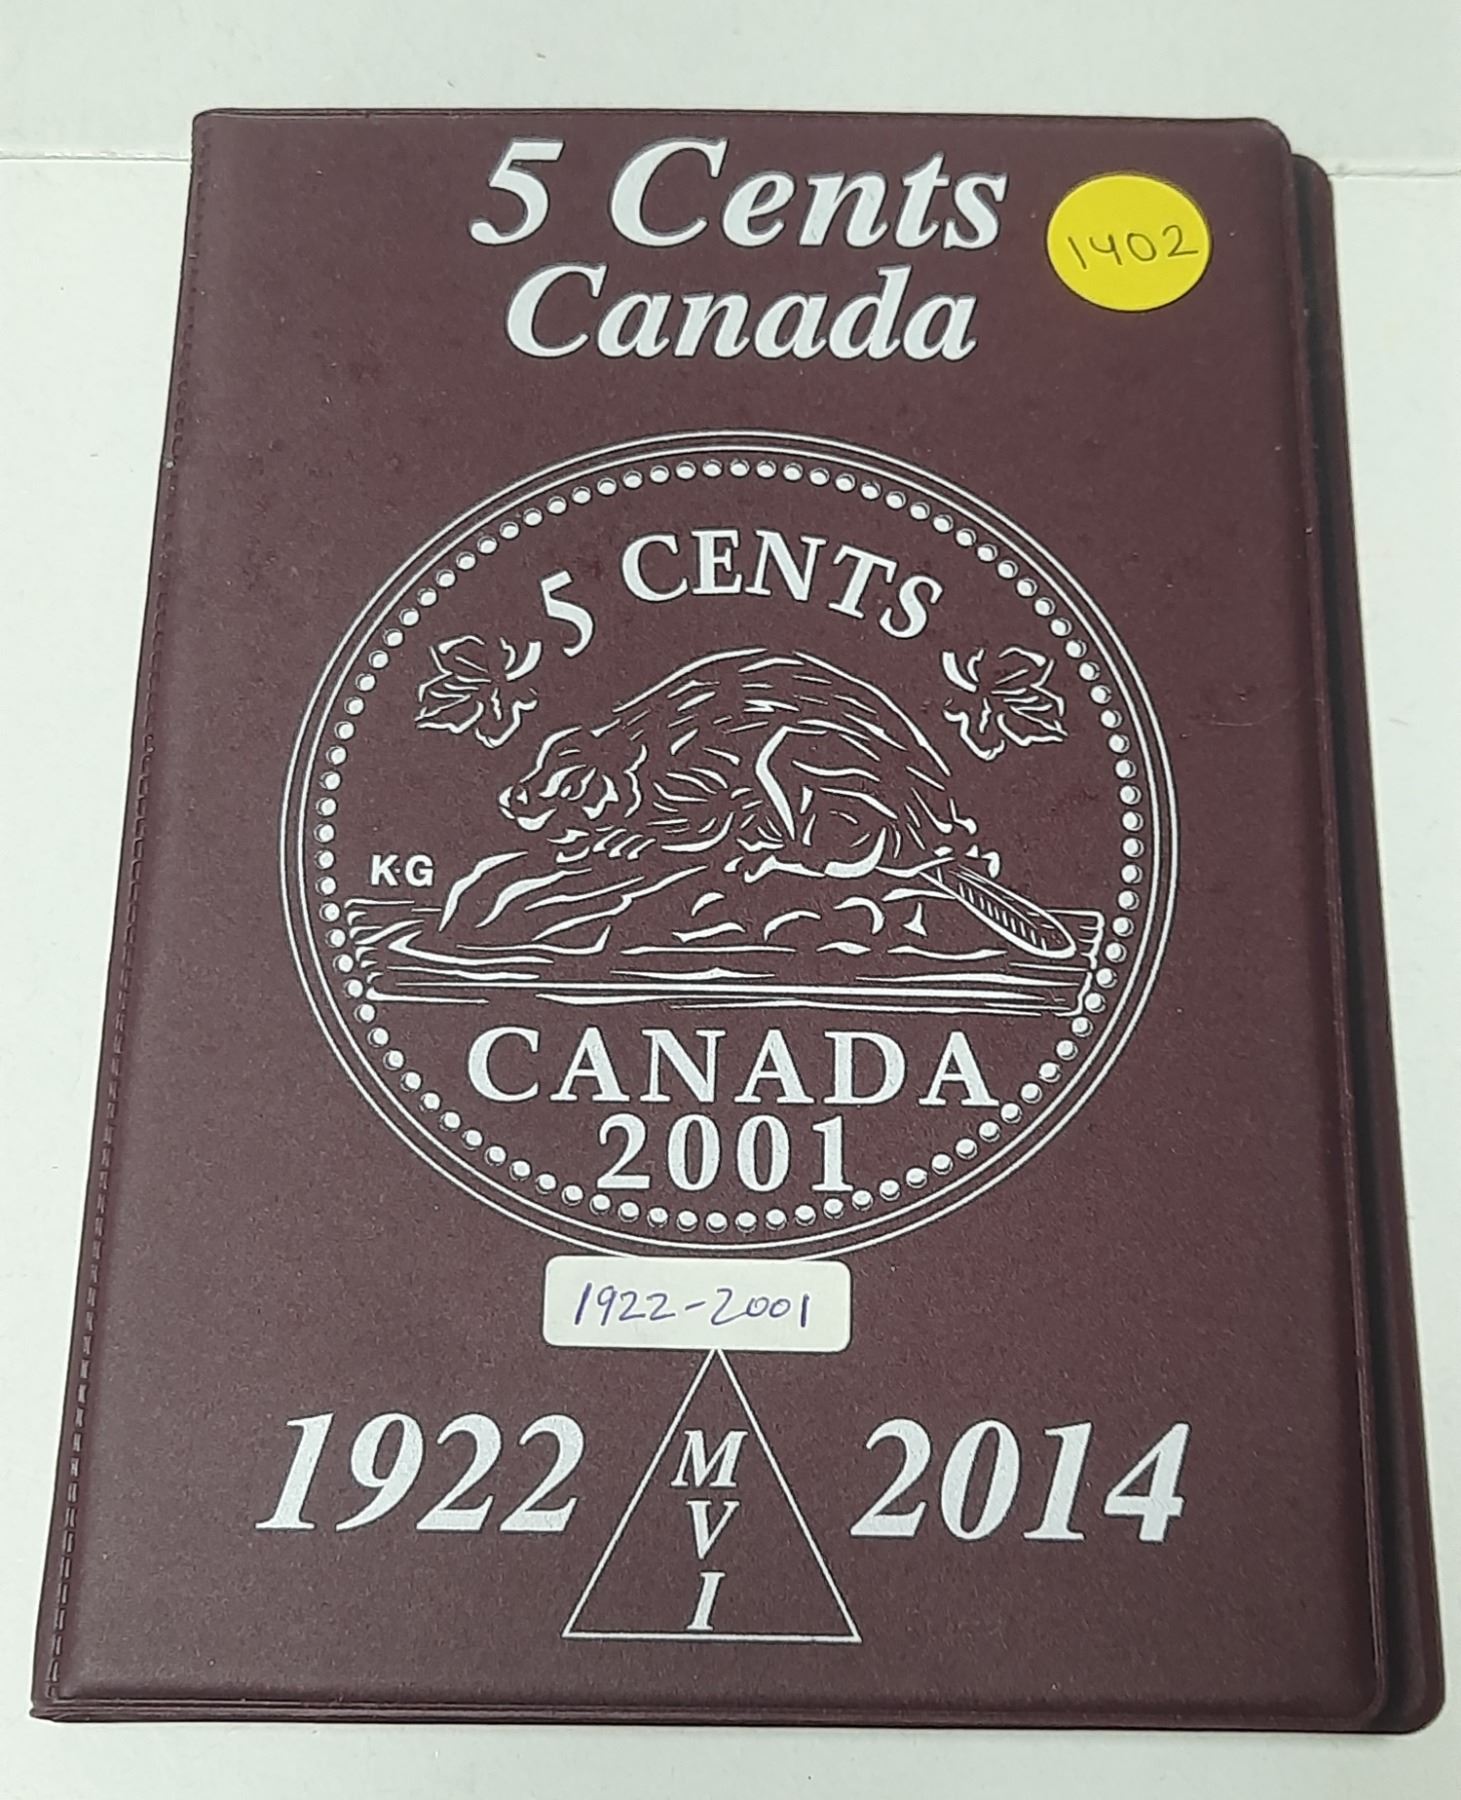 5 Cents
Canada
1402
5 CENTS
K·G
CANADA
2001
1922-2001
1922
M
V
I
2014